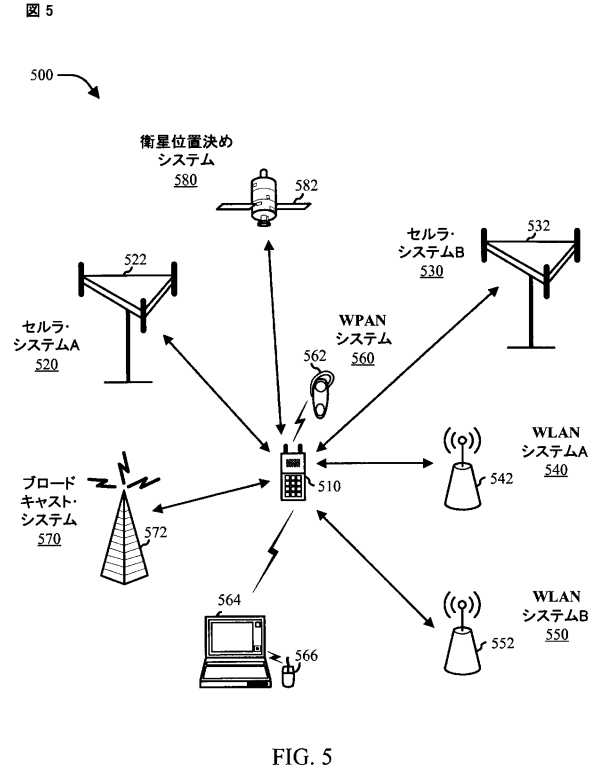 図 5
500
衛星位置決め
システム
580
582
セルラ・
システムB
530
532
522
セルラ・
システムA
520
WPAN
システム
560
562
510
WLAN
システムA
540
542
ブロード
キャスト・
システム
570
572
564
566
WLAN
システムB
550
552
FIG. 5